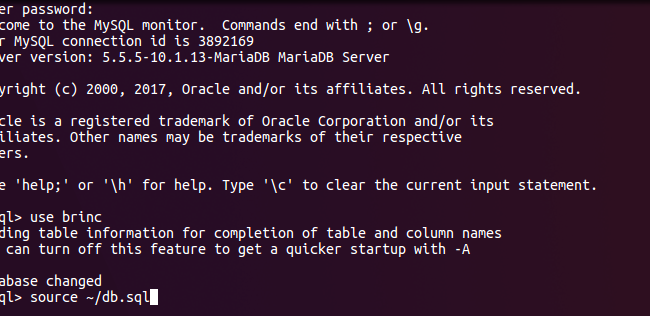 er password:
come to the MySQL monitor.  Commands end with ; or \g.
r MySQL connection id is 3892169
ver version: 5.5.5-10.1.13-MariaDB MariaDB Server
yright (c) 2000, 2017, Oracle and/or its affiliates. All rights reserved.
cle is a registered trademark of Oracle Corporation and/or its
iliates. Other names may be trademarks of their respective
ers.
e 'help;' or '\h' for help. Type '\c' to clear the current input statement.
ql> use brinc
ding table information for completion of table and column names
can turn off this feature to get a quicker startup with -A
abase changed
ql> source ~/db.sql